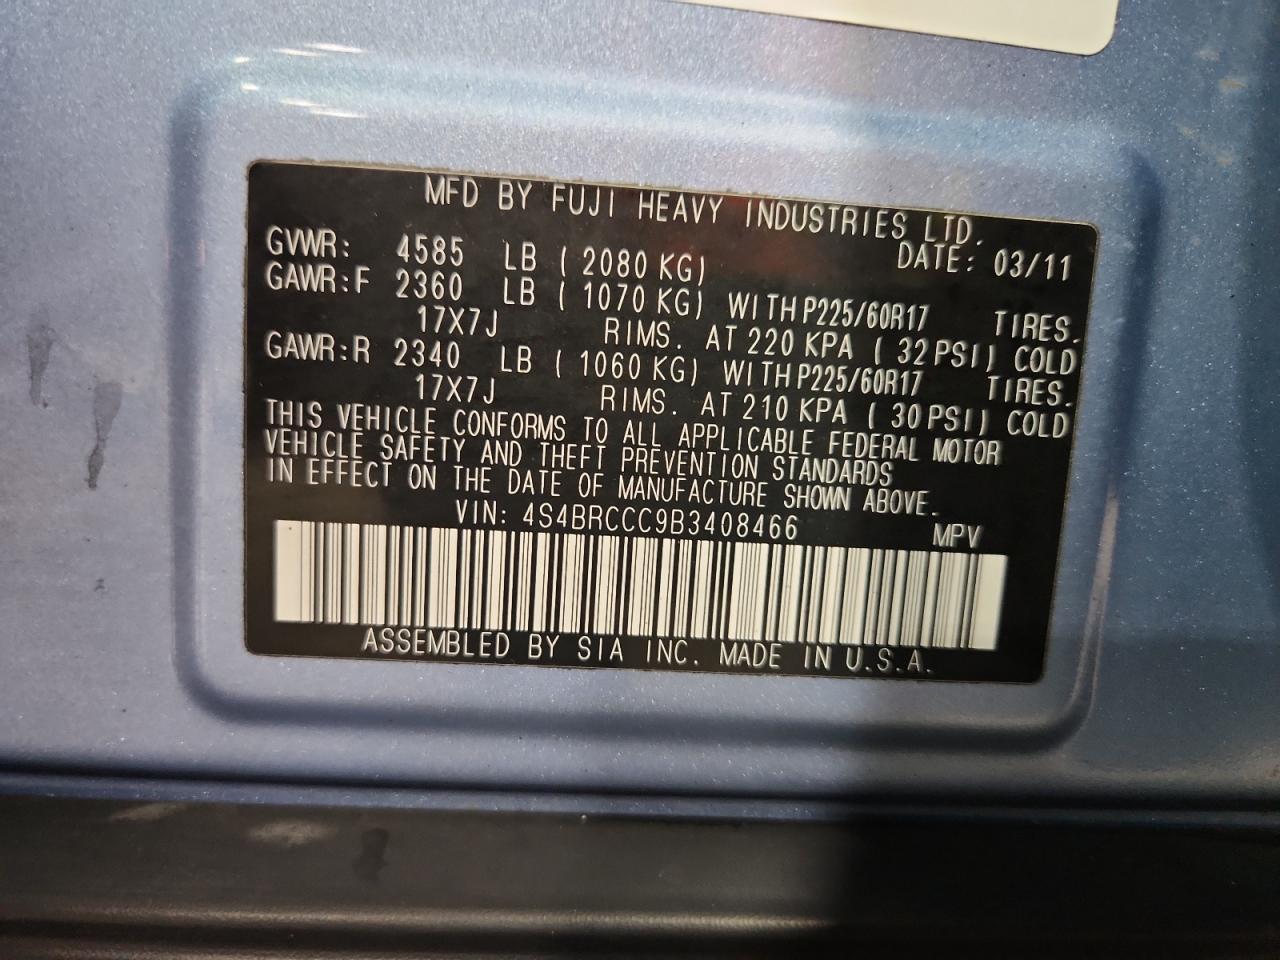 MFD BY FUJI HEAVY INDUSTRIES LTD.
DATE: 03/11
GVWR: 4585 LB ( 2080 KG)
GAWR:F 2360 LB ( 1070 KG) WITH P225/60R17 TIRES.
17X7J RIMS. AT 220 KPA ( 32 PSI) COLD
GAWR:R 2340 LB ( 1060 KG) WITH P225/60R17 TIRES.
17X7J RIMS. AT 210 KPA ( 30 PSI) COLD
THIS VEHICLE CONFORMS TO ALL APPLICABLE FEDERAL MOTOR
VEHICLE SAFETY AND THEFT PREVENTION STANDARDS
IN EFFECT ON THE DATE OF MANUFACTURE SHOWN ABOVE.
VIN: 4S4BRCCC9B3408466 MPV
ASSEMBLED BY SIA INC. MADE IN U.S.A.